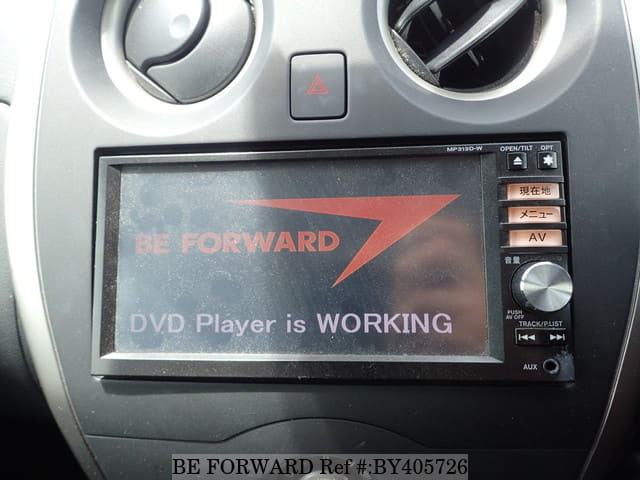 MP313D-W
OPEN/TILT
OPT
現在地
メニュー
AV
音量
BE FORWARD
DVD Player is WORKING
PUSH
AV OFF
TRACK/P.LIST
AUX
BE FORWARD Ref #:BY405726